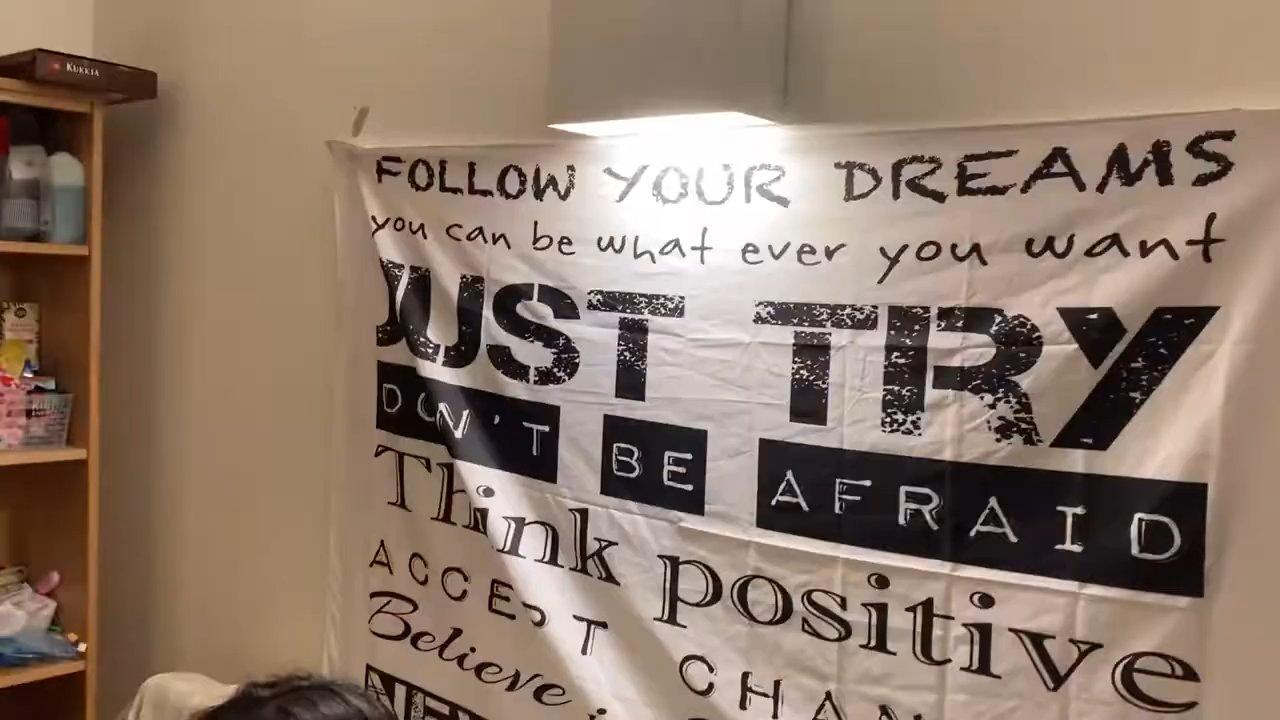 KUKKIA
FOLLOW YOUR DREAMS
you can be what ever you want
JUST TRY
DON'T BE AFRAID
Think positive
ACCEPT CHAN
Believe